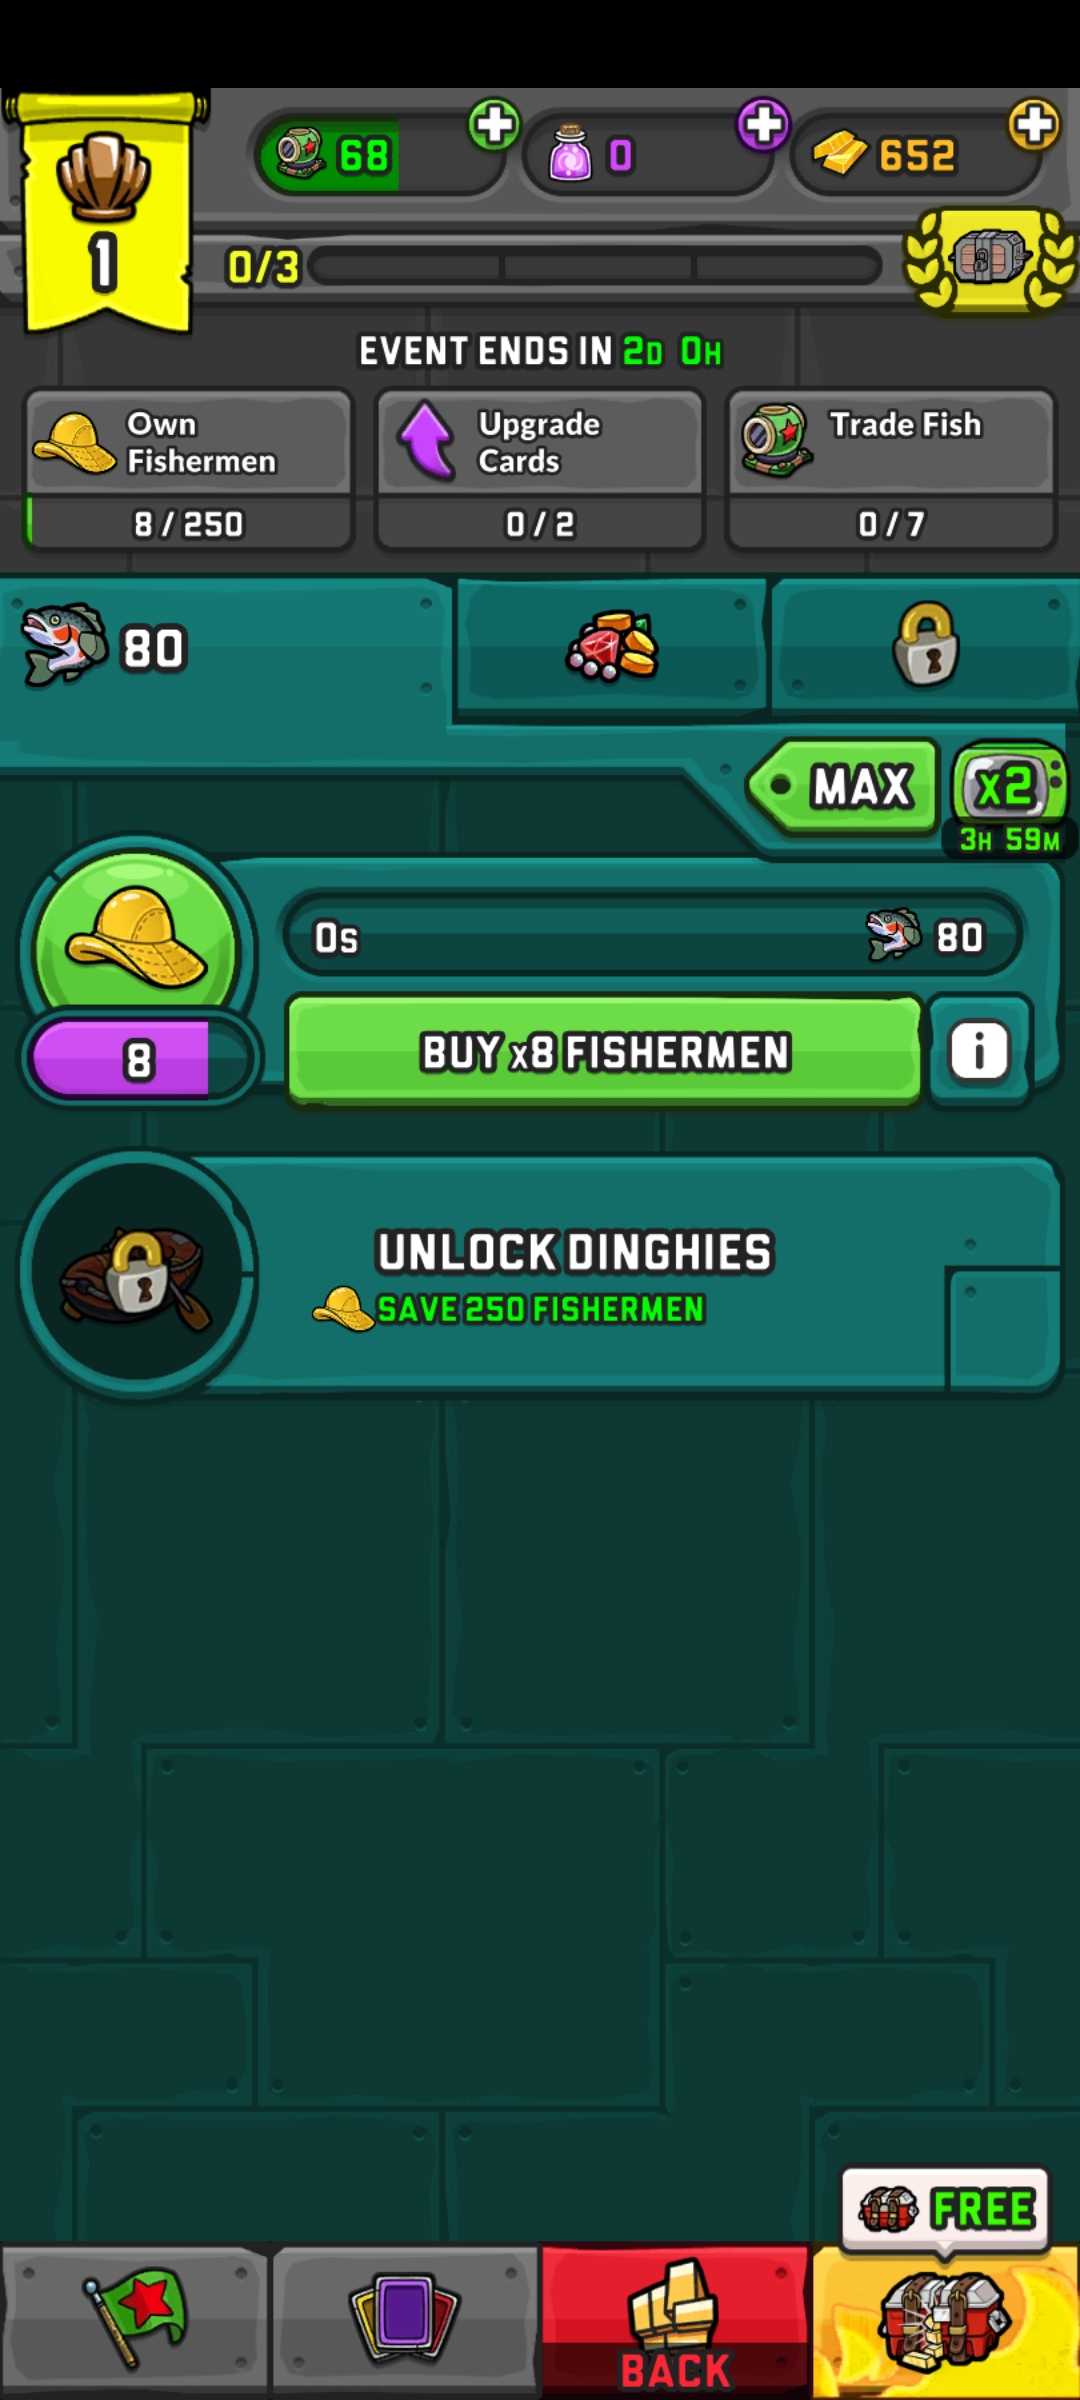 68
0
652
1
0/3
EVENT ENDS IN 2D 0H
Own
Fishermen
8 / 250
Upgrade
Cards
0 / 2
Trade Fish
0 / 7
80
MAX
x2
3H 59M
0s
80
8
BUY x8 FISHERMEN
i
UNLOCK DINGHIES
SAVE 250 FISHERMEN
FREE
BACK